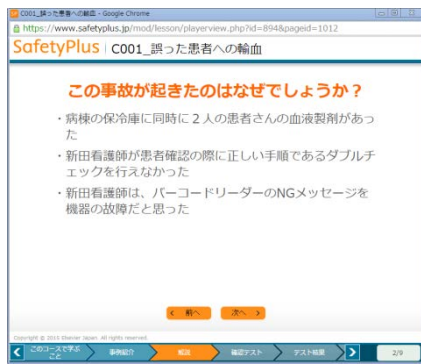 C001_誤った患者への輸血 - Google Chrome
https://www.safetyplus.jp/mod/lesson/playerview.php?id=894&pageid=1012
SafetyPlus | C001_誤った患者への輸血
この事故が起きたのはなぜでしょうか？
・病棟の保冷庫に同時に２人の患者さんの血液製剤があっ
た
・新田看護師が患者確認の際に正しい手順であるダブルチ
ェックを行えなかった
・新田看護師は、バーコードリーダーのNGメッセージを
機器の故障だと思った
< 前へ 次へ >
Copyright © 2014 Elsevier Japan. All rights reserved.
このコースで学ぶ
こと 事例紹介 解説 確認テスト テスト結果 2/9